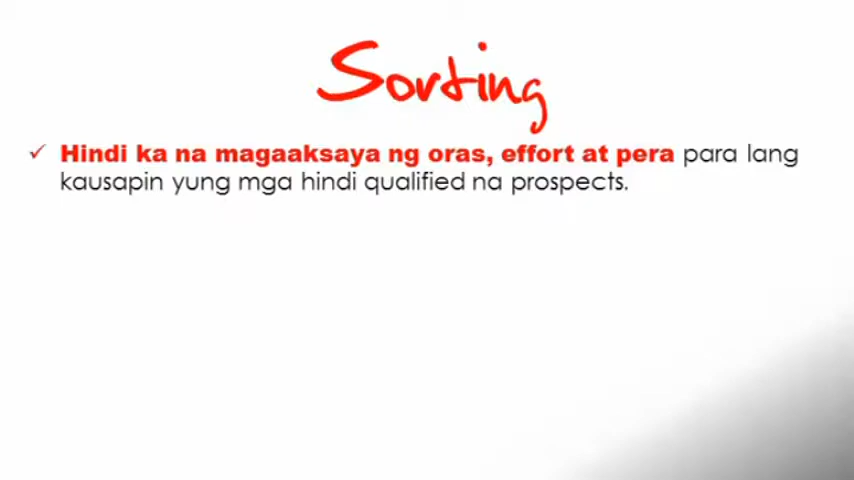 Sorting
✓ Hindi ka na magaaksaya ng oras, effort at pera para lang
kausapin yung mga hindi qualified na prospects.